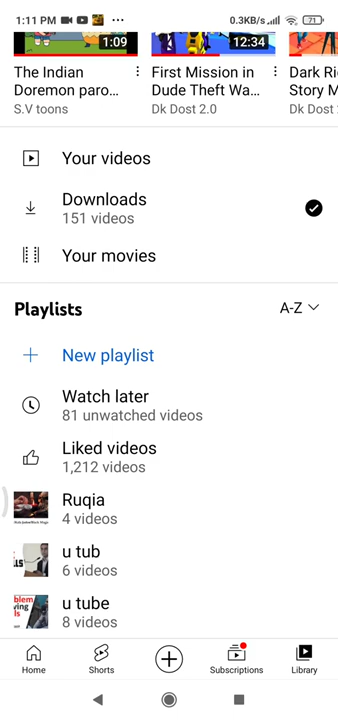 1:11 PM
0.3KB/s
71
1:09
12:34
The Indian
Doremon paro...
S.V toons
First Mission in
Dude Theft Wa...
Dk Dost 2.0
Dark Ri
Story M
Dk Dost
Your videos
Downloads
151 videos
Your movies
Playlists
A-Z
New playlist
Watch later
81 unwatched videos
Liked videos
1,212 videos
Ruqia
4 videos
u tub
6 videos
u tube
8 videos
Home
Shorts
Subscriptions
Library